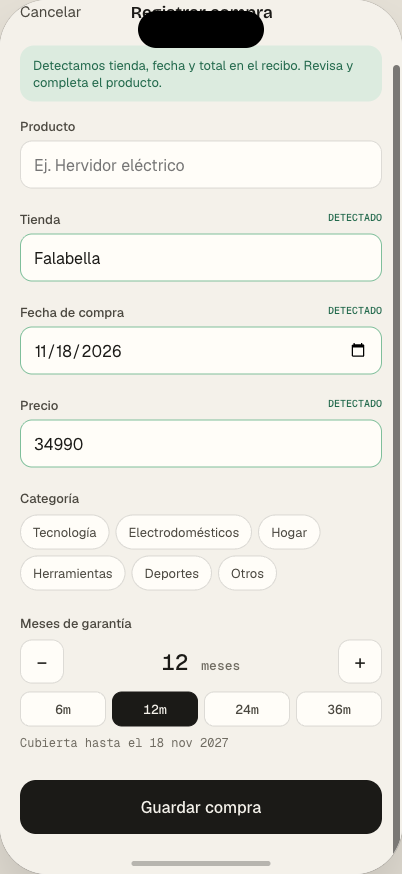 Cancelar
Registrar compra
Detectamos tienda, fecha y total en el recibo. Revisa y
completa el producto.
Producto
Ej. Hervidor eléctrico
Tienda
DETECTADO
Falabella
Fecha de compra
DETECTADO
11/18/2026
Precio
DETECTADO
34990
Categoría
Tecnología
Electrodomésticos
Hogar
Herramientas
Deportes
Otros
Meses de garantía
−
12 meses
+
6m
12m
24m
36m
Cubierta hasta el 18 nov 2027
Guardar compra